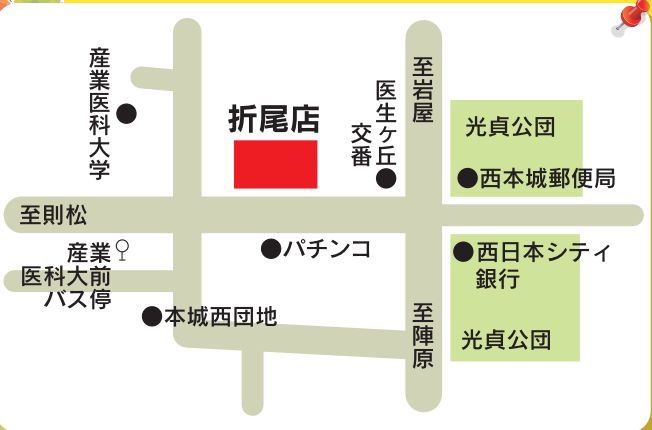 産業医科大学
折尾店
医生ヶ丘
交番
至岩屋
光貞公団
西本城郵便局
至則松
産業
医科大前
バス停
パチンコ
西日本シティ
銀行
本城西団地
至陣原
光貞公団